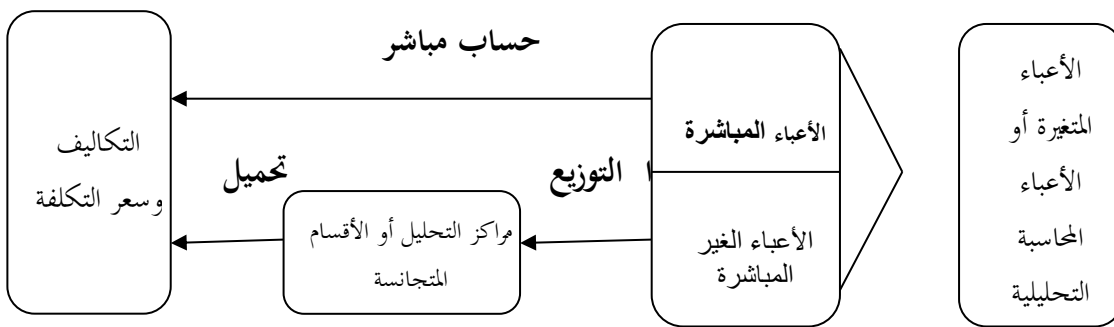 الأعباء
المتغيرة أو
الأعباء
المحاسبة
التحليلية
الأعباء المباشرة
الأعباء الغير
المباشرة
حساب مباشر
ا التوزيع
تحميل
مراكز التحليل أو الأقسام
المتجانسة
التكاليف
وسعر التكلفة